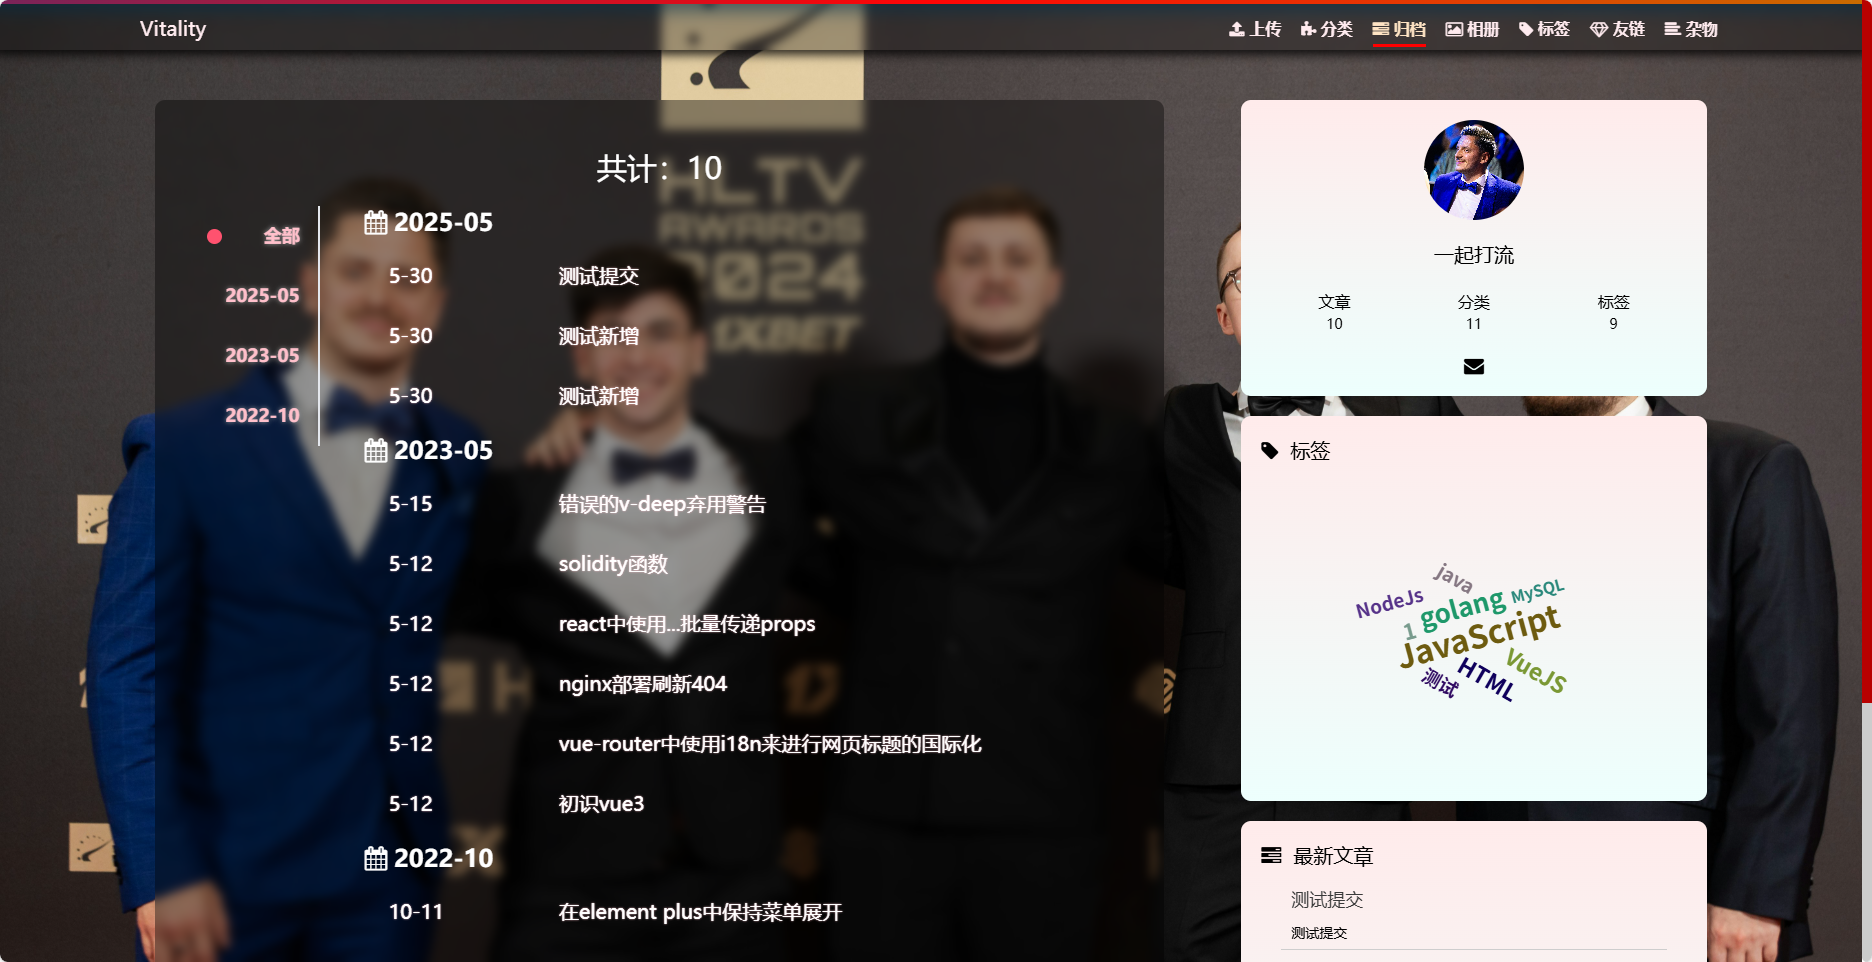 Vitality
上传 分类 归档 相册 标签 友链 杂物
HLTV
AWARDS
2024
1XBET
共计：10
全部
2025-05
2023-05
2022-10
2025-05
5-30 测试提交
5-30 测试新增
5-30 测试新增
2023-05
5-15 错误的v-deep弃用警告
5-12 solidity函数
5-12 react中使用...批量传递props
5-12 nginx部署刷新404
5-12 vue-router中使用i18n来进行网页标题的国际化
5-12 初识vue3
2022-10
10-11 在element plus中保持菜单展开
一起打流
文章 分类 标签
10 11 9
标签
java
NodeJs
golang
MySQL
1
JavaScript
VueJS
HTML
测试
最新文章
测试提交
测试提交